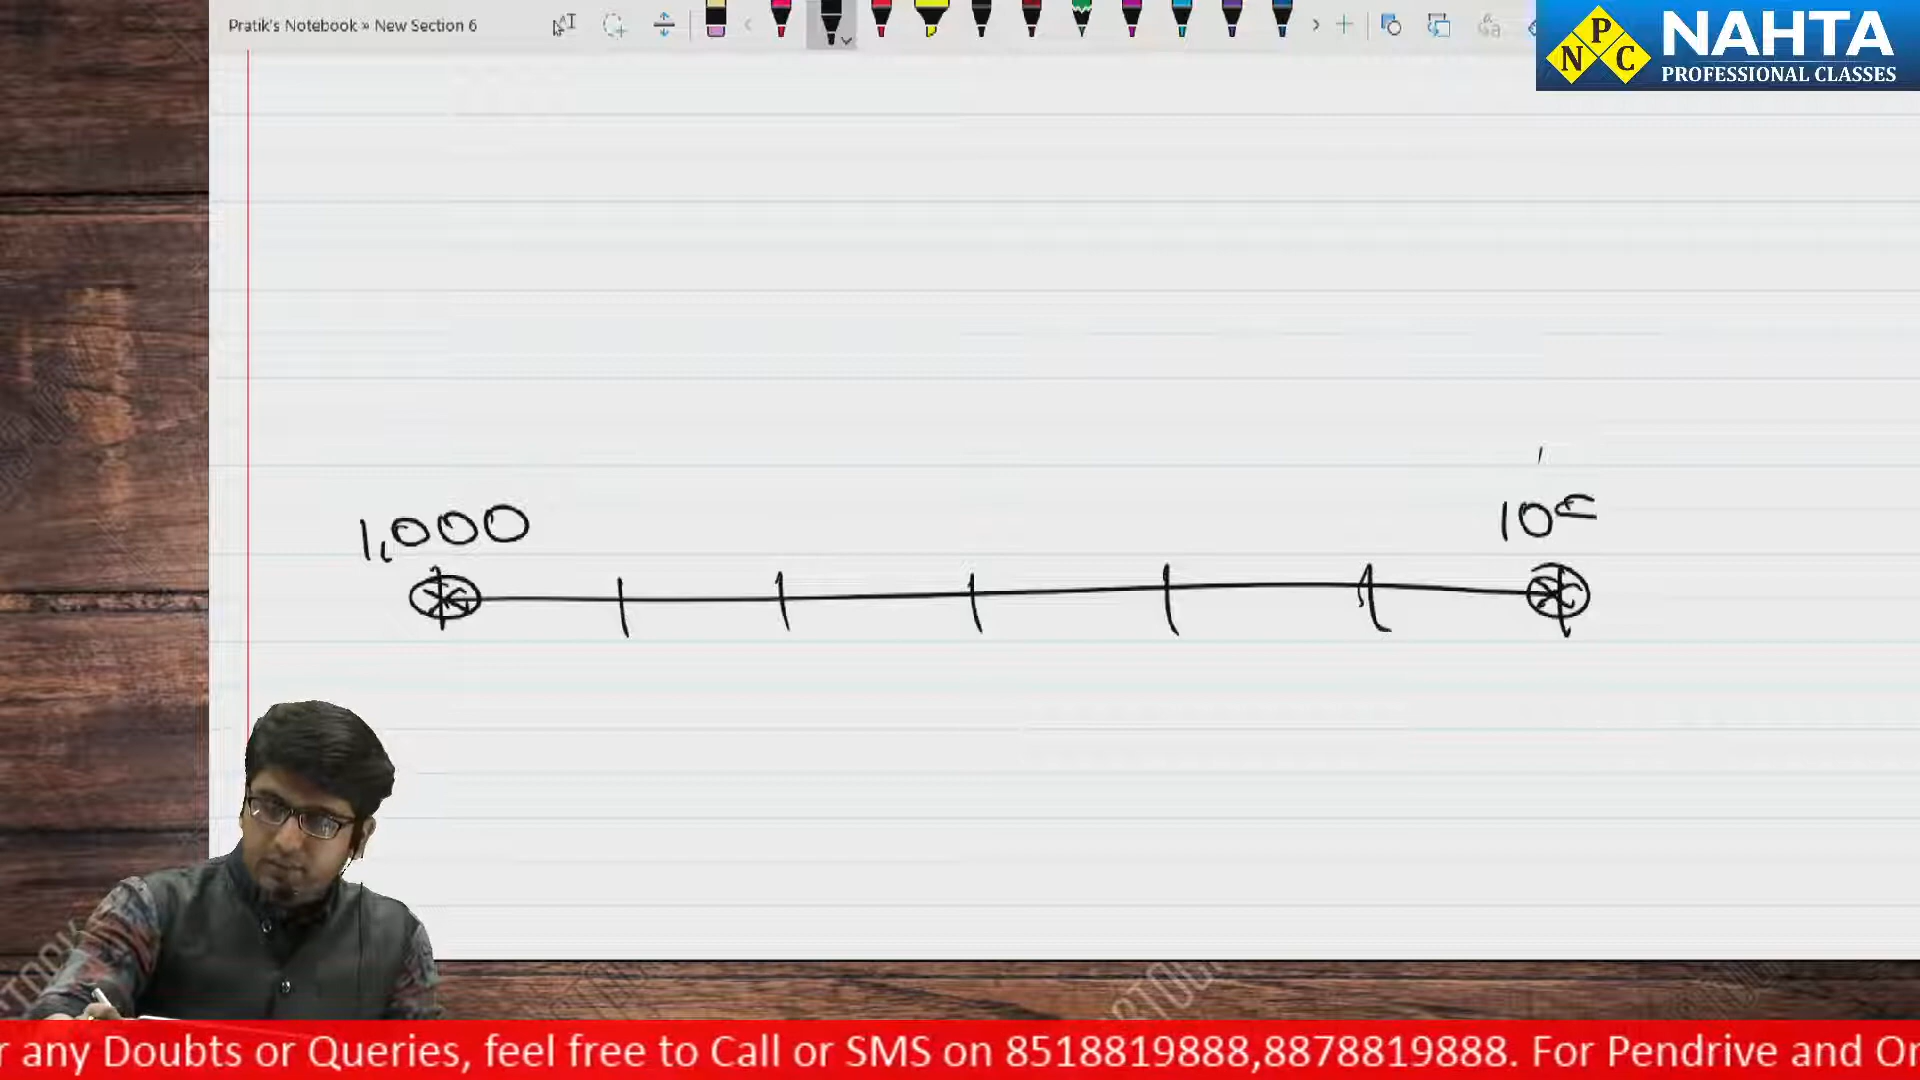 Pratik's Notebook » New Section 6
NPC
NAHTA
PROFESSIONAL CLASSES
1,000
r any Doubts or Queries, feel free to Call or SMS on 8518819888,8878819888. For Pendrive and Or